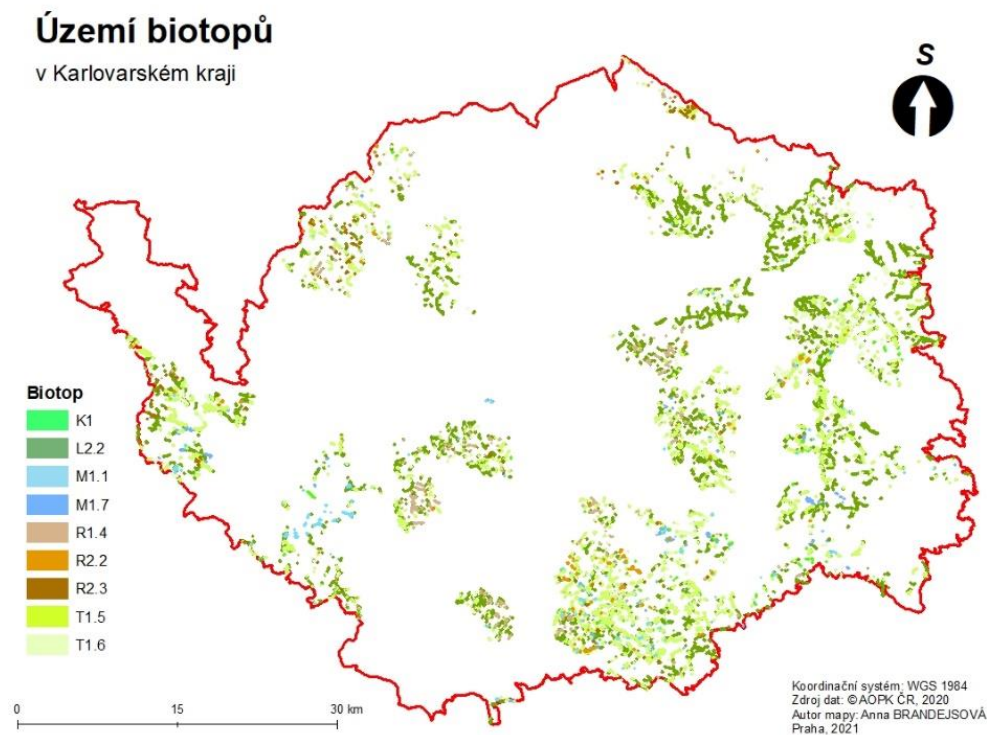 Území biotopů
v Karlovarském kraji
S
Biotop
K1
L2.2
M1.1
M1.7
R1.4
R2.2
R2.3
T1.5
T1.6
0 15 30 km
Koordinační systém: WGS 1984
Zdroj dat: ©AOPK ČR, 2020
Autor mapy: Anna BRANDEJSOVÁ
Praha, 2021